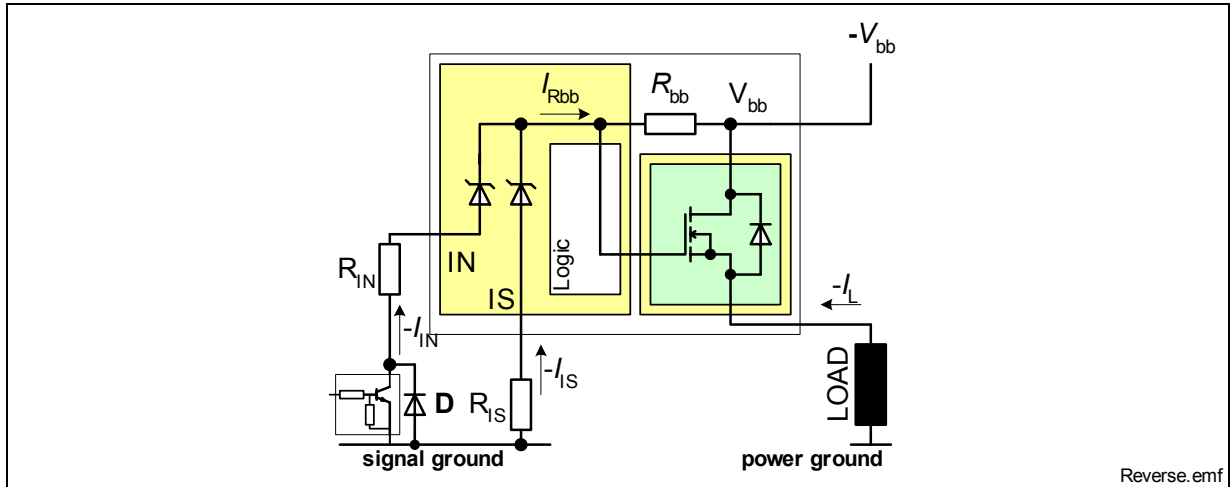 -Vbb
IRbb
Rbb
Vbb
Logic
IN
RIN
IS
-IL
-IIN
-IIS
LOAD
D
RIS
signal ground
power ground
Reverse.emf